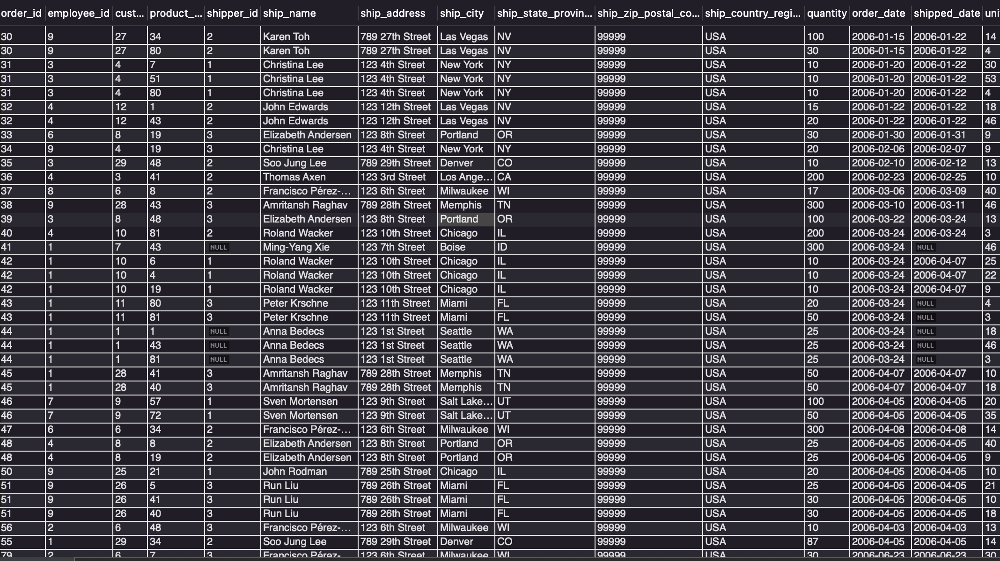 order_id employee_id cust... product_... shipper_id ship_name ship_address ship_city ship_state_provin... ship_zip_postal_co... ship_country_regi... quantity order_date shipped_date uni
30 9 27 34 2 Karen Toh 789 27th Street Las Vegas NV 99999 USA 100 2006-01-15 2006-01-22 14
30 9 27 80 2 Karen Toh 789 27th Street Las Vegas NV 99999 USA 30 2006-01-15 2006-01-22 4
31 3 4 7 1 Christina Lee 123 4th Street New York NY 99999 USA 10 2006-01-20 2006-01-22 30
31 3 4 51 1 Christina Lee 123 4th Street New York NY 99999 USA 10 2006-01-20 2006-01-22 53
31 3 4 80 1 Christina Lee 123 4th Street New York NY 99999 USA 10 2006-01-20 2006-01-22 4
32 4 12 1 2 John Edwards 123 12th Street Las Vegas NV 99999 USA 15 2006-01-22 2006-01-22 18
32 4 12 43 2 John Edwards 123 12th Street Las Vegas NV 99999 USA 20 2006-01-22 2006-01-22 46
33 6 8 19 3 Elizabeth Andersen 123 8th Street Portland OR 99999 USA 30 2006-01-30 2006-01-31 9
34 9 4 19 3 Christina Lee 123 4th Street New York NY 99999 USA 20 2006-02-06 2006-02-07 9
35 3 29 48 2 Soo Jung Lee 789 29th Street Denver CO 99999 USA 10 2006-02-10 2006-02-12 13
36 4 3 41 2 Thomas Axen 123 3rd Street Los Ange... CA 99999 USA 200 2006-02-23 2006-02-25 10
37 8 6 8 2 Francisco Pérez-... 123 6th Street Milwaukee WI 99999 USA 17 2006-03-06 2006-03-09 40
38 9 28 43 3 Amritansh Raghav 789 28th Street Memphis TN 99999 USA 300 2006-03-10 2006-03-11 46
39 3 8 48 3 Elizabeth Andersen 123 8th Street Portland OR 99999 USA 100 2006-03-22 2006-03-24 13
40 4 10 81 2 Roland Wacker 123 10th Street Chicago IL 99999 USA 200 2006-03-24 2006-03-24 3
41 1 7 43 NULL Ming-Yang Xie 123 7th Street Boise ID 99999 USA 300 2006-03-24 NULL 46
42 1 10 6 1 Roland Wacker 123 10th Street Chicago IL 99999 USA 10 2006-03-24 2006-04-07 25
42 1 10 4 1 Roland Wacker 123 10th Street Chicago IL 99999 USA 10 2006-03-24 2006-04-07 22
42 1 10 19 1 Roland Wacker 123 10th Street Chicago IL 99999 USA 10 2006-03-24 2006-04-07 9
43 1 11 80 3 Peter Krschne 123 11th Street Miami FL 99999 USA 20 2006-03-24 NULL 4
43 1 11 81 3 Peter Krschne 123 11th Street Miami FL 99999 USA 50 2006-03-24 NULL 3
44 1 1 1 NULL Anna Bedecs 123 1st Street Seattle WA 99999 USA 25 2006-03-24 NULL 18
44 1 1 43 NULL Anna Bedecs 123 1st Street Seattle WA 99999 USA 25 2006-03-24 NULL 46
44 1 1 81 NULL Anna Bedecs 123 1st Street Seattle WA 99999 USA 25 2006-03-24 NULL 3
45 1 28 41 3 Amritansh Raghav 789 28th Street Memphis TN 99999 USA 50 2006-04-07 2006-04-07 10
45 1 28 40 3 Amritansh Raghav 789 28th Street Memphis TN 99999 USA 50 2006-04-07 2006-04-07 18
46 7 9 57 1 Sven Mortensen 123 9th Street Salt Lake... UT 99999 USA 100 2006-04-05 2006-04-05 20
46 7 9 72 1 Sven Mortensen 123 9th Street Salt Lake... UT 99999 USA 50 2006-04-05 2006-04-05 35
47 6 6 34 2 Francisco Pérez-... 123 6th Street Milwaukee WI 99999 USA 300 2006-04-08 2006-04-08 14
48 4 8 8 2 Elizabeth Andersen 123 8th Street Portland OR 99999 USA 25 2006-04-05 2006-04-05 40
48 4 8 19 2 Elizabeth Andersen 123 8th Street Portland OR 99999 USA 25 2006-04-05 2006-04-05 9
50 9 25 21 1 John Rodman 789 25th Street Chicago IL 99999 USA 20 2006-04-05 2006-04-05 10
51 9 26 5 3 Run Liu 789 26th Street Miami FL 99999 USA 25 2006-04-05 2006-04-05 21
51 9 26 41 3 Run Liu 789 26th Street Miami FL 99999 USA 30 2006-04-05 2006-04-05 10
51 9 26 40 3 Run Liu 789 26th Street Miami FL 99999 USA 30 2006-04-05 2006-04-05 18
56 2 6 48 3 Francisco Pérez-... 123 6th Street Milwaukee WI 99999 USA 10 2006-04-03 2006-04-03 13
55 1 29 34 2 Soo Jung Lee 789 29th Street Denver CO 99999 USA 87 2006-04-05 2006-04-05 14
79 2 6 7 3 Francisco Pérez- 123 6th Street Milwaukee WI 99999 USA 30 2006-06-23 2006-06-23 30